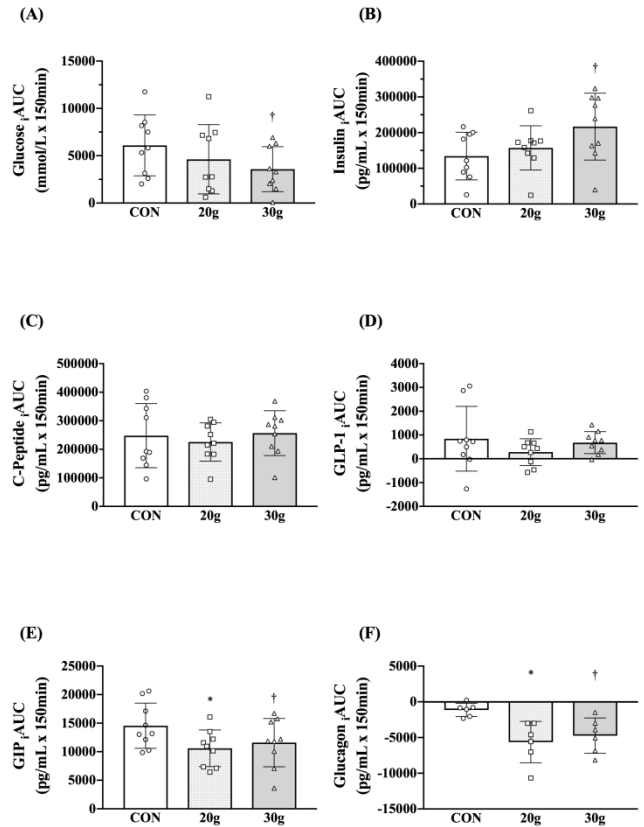 (A)
Glucose iAUC
(mmol/L x 150min)
15000
10000
5000
0
†
CON 20g 30g
(B)
Insulin iAUC
(pg/mL x 150min)
400000
300000
200000
100000
0
†
CON 20g 30g
(C)
C-Peptide iAUC
(pg/mL x 150min)
500000
400000
300000
200000
100000
0
CON 20g 30g
(D)
GLP-1 iAUC
(pg/mL x 150min)
4000
3000
2000
1000
0
-1000
-2000
CON 20g 30g
(E)
GIP iAUC
(pg/mL x 150min)
25000
20000
15000
10000
5000
0
* †
CON 20g 30g
(F)
Glucagon iAUC
(pg/mL x 150min)
5000
0
-5000
-10000
-15000
* †
CON 20g 30g